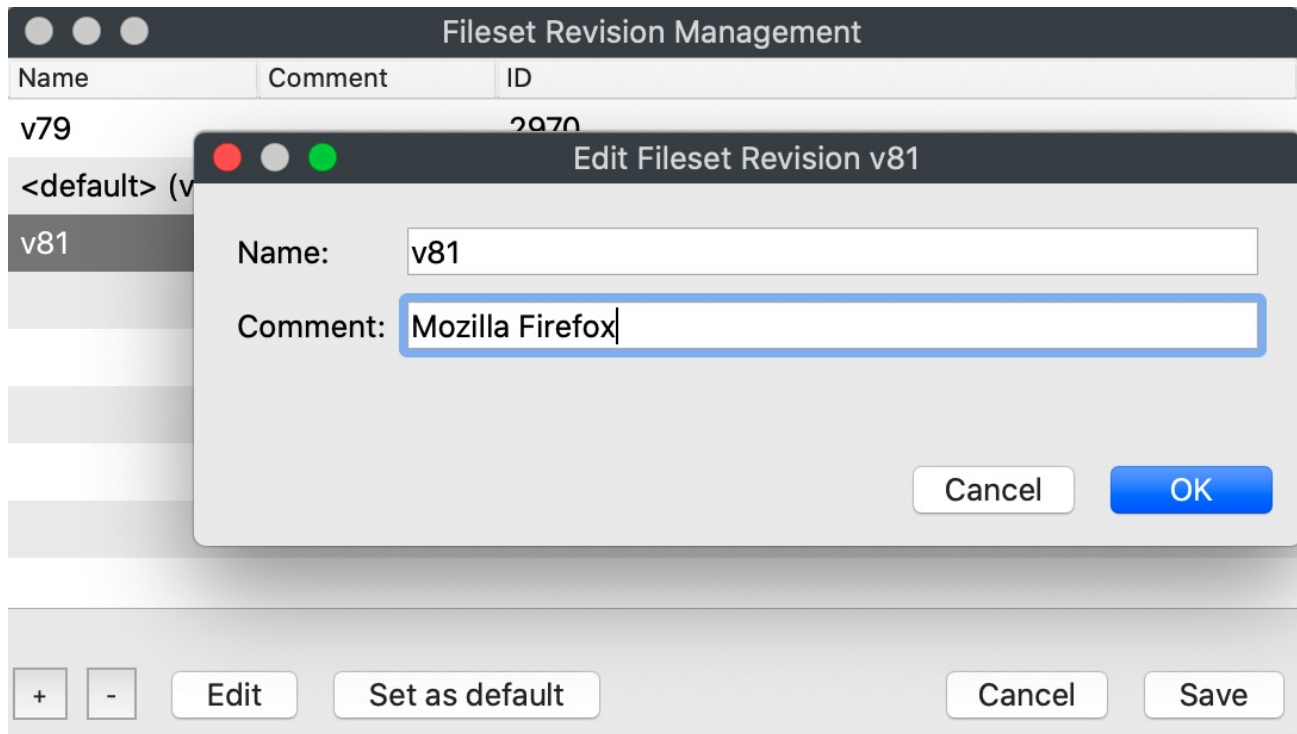 Fileset Revision Management
Name Comment ID
v79 2970
Edit Fileset Revision v81
<default> (v
v81
Name: v81
Comment: Mozilla Firefox
Cancel OK
+ - Edit Set as default Cancel Save